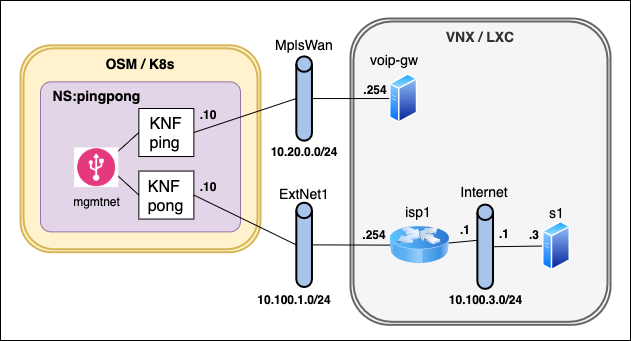 OSM / K8s
NS:pingpong
KNF
ping
KNF
pong
mgmtnet
.10
.10
MplsWan
10.20.0.0/24
ExtNet1
10.100.1.0/24
VNX / LXC
voip-gw
.254
isp1
.254
.1
Internet
.1
.3
s1
10.100.3.0/24